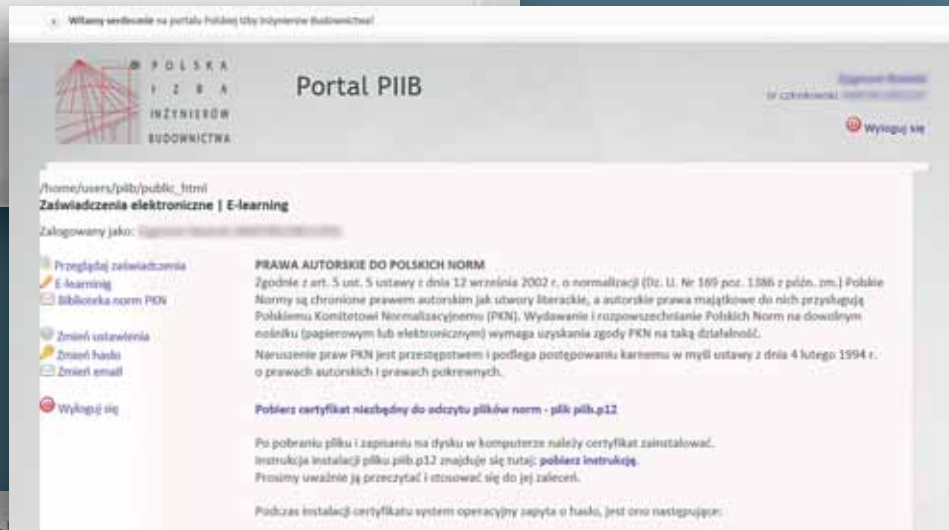 Witamy serdecznie na portalu Polskiej Izby Inżynierów Budownictwa!
POLSKA
IZBA
INŻYNIERÓW
BUDOWNICTWA
Portal PIIB
nr członkowski:
Wyloguj się
/home/users/piib/public_html
Zaświadczenia elektroniczne | E-learning
Zalogowany jako:
Przeglądaj zaświadczenia
E-learning
Biblioteka norm PKN
Zmień ustawienia
Zmień hasło
Zmień email
Wyloguj się
PRAWA AUTORSKIE DO POLSKICH NORM
Zgodnie z art. 5 ust. 5 ustawy z dnia 12 września 2002 r. o normalizacji (Dz. U. Nr 169 poz. 1386 z późn. zm.) Polskie
Normy są chronione prawem autorskim jak utwory literackie, a autorskie prawa majątkowe do nich przysługują
Polskiemu Komitetowi Normalizacyjnemu (PKN). Wydawanie i rozpowszechnianie Polskich Norm na dowolnym
nośniku (papierowym lub elektronicznym) wymaga uzyskania zgody PKN na taką działalność.
Naruszenie praw PKN jest przestępstwem i podlega postępowaniu karnemu w myśl ustawy z dnia 4 lutego 1994 r.
o prawach autorskich i prawach pokrewnych.
Pobierz certyfikat niezbędny do odczytu plików norm - plik piib.p12
Po pobraniu pliku i zapisaniu na dysku w komputerze należy certyfikat zainstalować.
Instrukcja instalacji pliku piib.p12 znajduje się tutaj: pobierz instrukcję.
Prosimy uważnie ją przeczytać i stosować się do jej zaleceń.
Podczas instalacji certyfikatu system operacyjny zapyta o hasło, jest ono następujące: